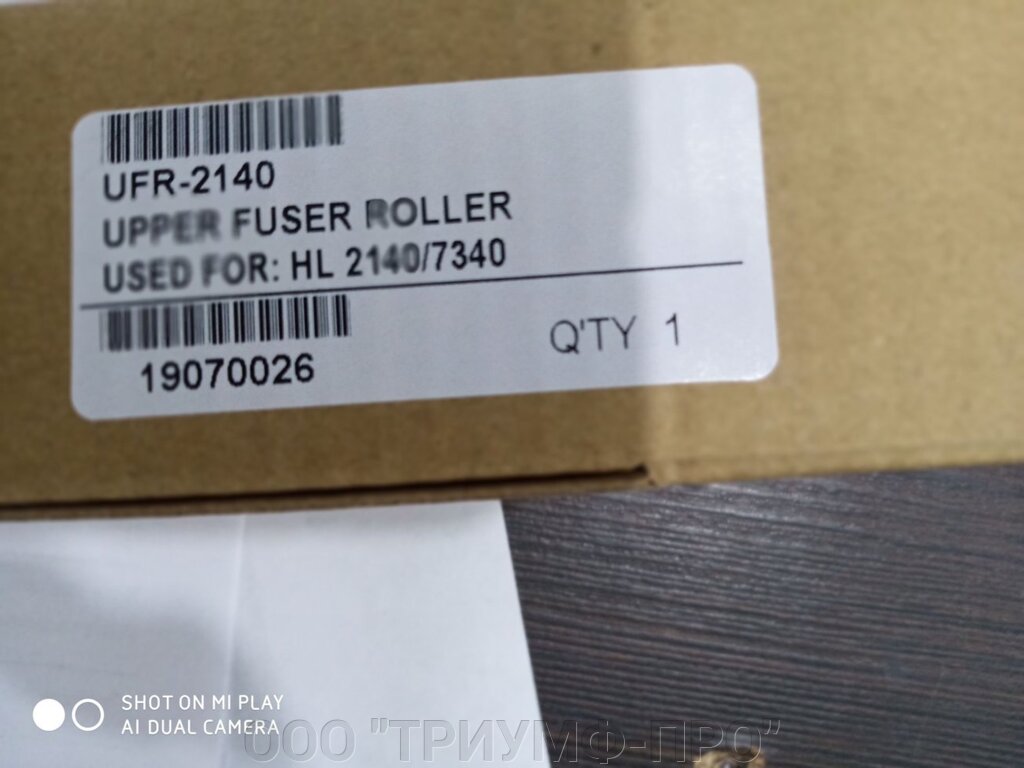 UFR-2140
UPPER FUSER ROLLER
USED FOR: HL 2140/7340
19070026
Q'TY 1
SHOT ON MI PLAY
AI DUAL CAMERA
ООО "ТРИУМФ-ПРО"